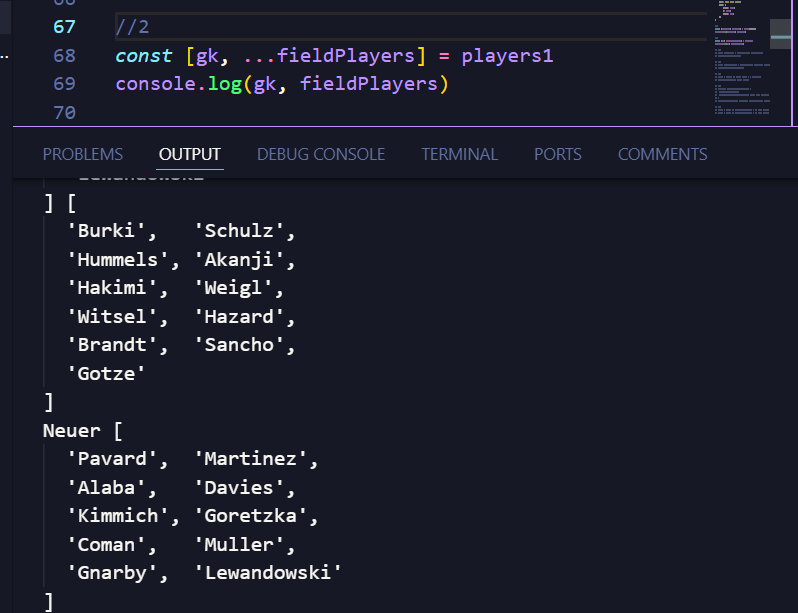 67 //2
68 const [gk, ...fieldPlayers] = players1
69 console.log(gk, fieldPlayers)
70
PROBLEMS OUTPUT DEBUG CONSOLE TERMINAL PORTS COMMENTS
] [
'Burki', 'Schulz',
'Hummels', 'Akanji',
'Hakimi', 'Weigl',
'Witsel', 'Hazard',
'Brandt', 'Sancho',
'Gotze'
]
Neuer [
'Pavard', 'Martinez',
'Alaba', 'Davies',
'Kimmich', 'Goretzka',
'Coman', 'Muller',
'Gnarby', 'Lewandowski'
]